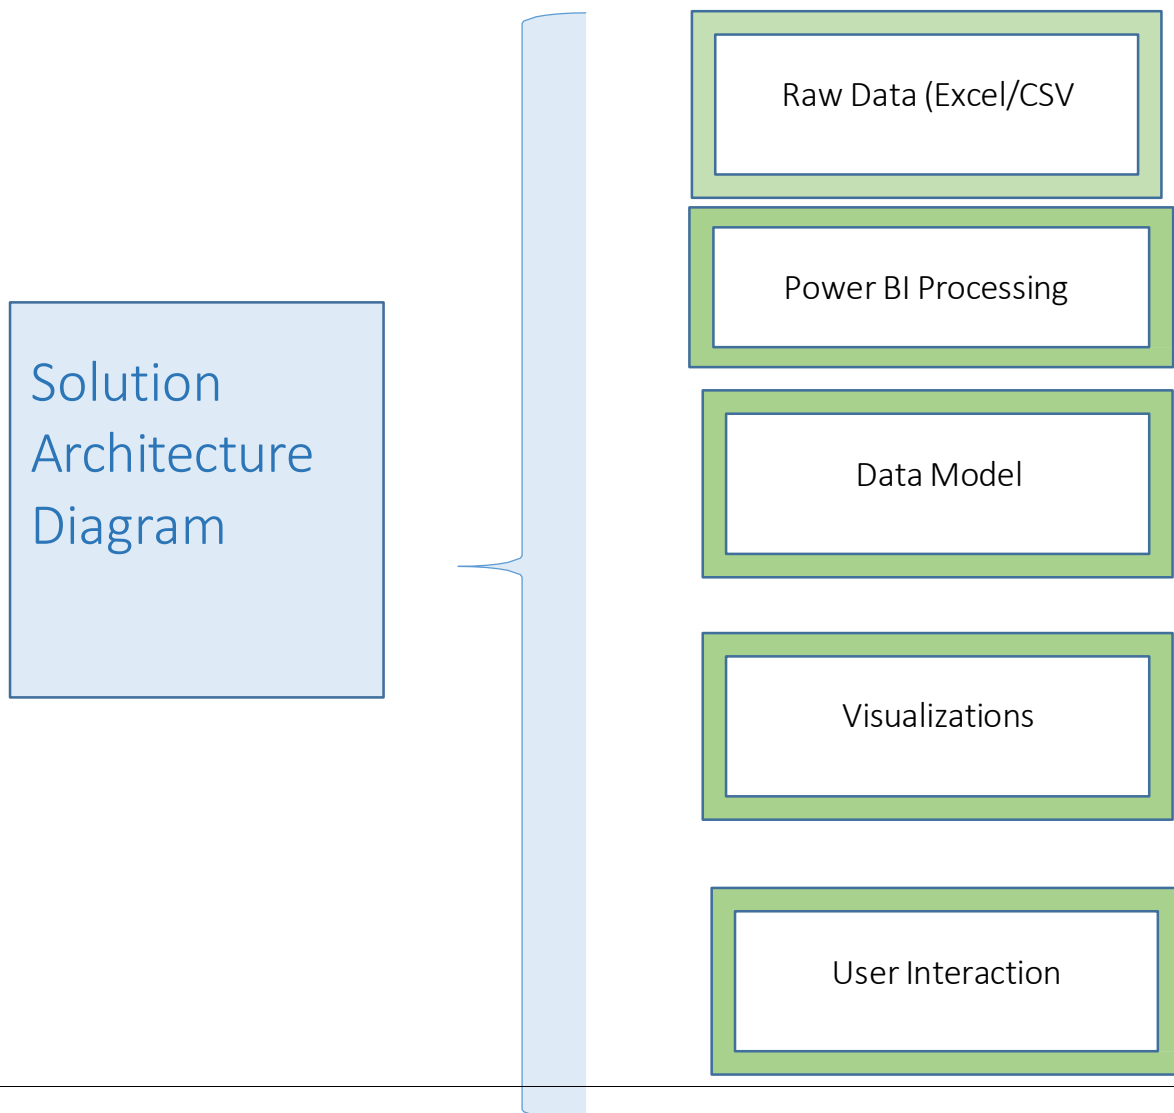 Solution
Architecture
Diagram
Raw Data (Excel/CSV
Power BI Processing
Data Model
Visualizations
User Interaction